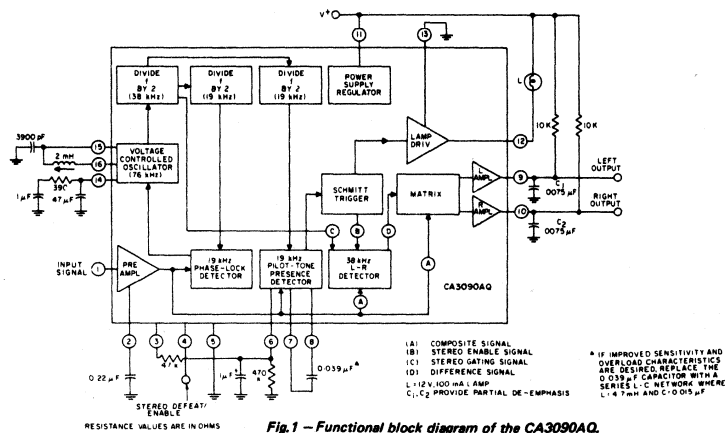 V+
11
13
DIVIDE
f
BY 2
(38 kHz)
DIVIDE
f
BY 2
(19 kHz)
DIVIDE
f
BY 2
(19 kHz)
POWER
SUPPLY
REGULATOR
L
10K
10K
3900 pF
15
2 mH
16
14
390
1 µF
47 µF
VOLTAGE
CONTROLLED
OSCILLATOR
(76 kHz)
LAMP
DRIV
12
SCHMITT
TRIGGER
MATRIX
L
AMPL
9
LEFT
OUTPUT
C1
.0075 µF
R
AMPL
10
RIGHT
OUTPUT
C2
.0075 µF
C
B
D
A
INPUT
SIGNAL
1
PRE
AMPL
19 kHz
PHASE-LOCK
DETECTOR
19 kHz
PILOT-TONE
PRESENCE
DETECTOR
38 kHz
L-R
DETECTOR
A
CA3090AQ
2
3
4
5
6
7
8
0.22 µF
1 µF
470
0.039 µF*
STEREO DEFEAT/
ENABLE
RESISTANCE VALUES ARE IN OHMS
(A) COMPOSITE SIGNAL
(B) STEREO ENABLE SIGNAL
(C) STEREO GATING SIGNAL
(D) DIFFERENCE SIGNAL
L = 12 V, 100 mA LAMP
C1, C2 PROVIDE PARTIAL DE-EMPHASIS
* IF IMPROVED SENSITIVITY AND
OVERLOAD CHARACTERISTICS
ARE DESIRED, REPLACE THE
0.039 µF CAPACITOR WITH A
SERIES L-C NETWORK WHERE
L = 4.7 mH AND C = 0.015 µF
Fig.1 – Functional block diagram of the CA3090AQ.